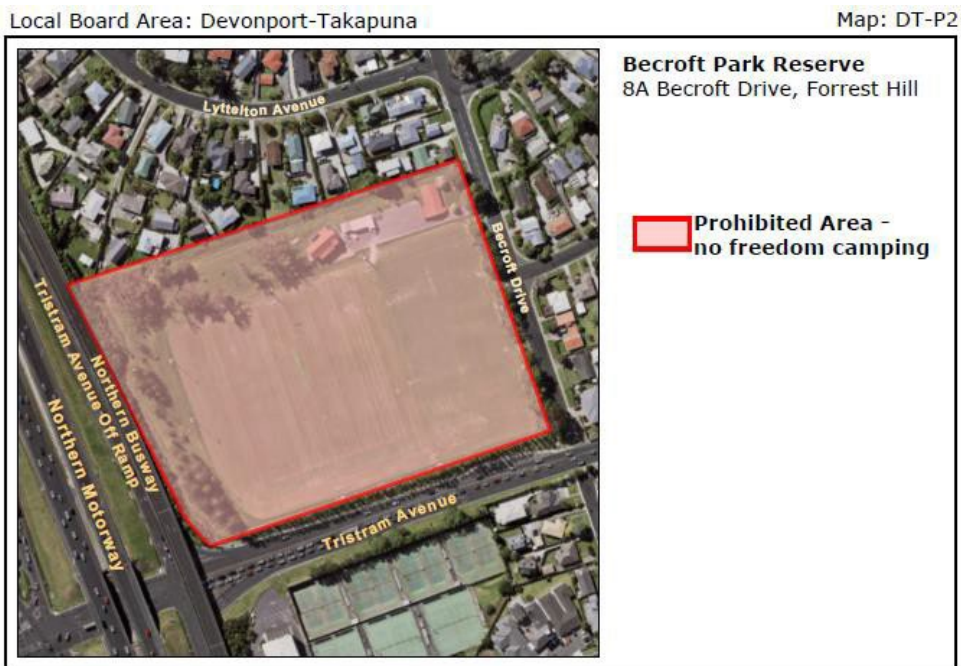 Local Board Area: Devonport-Takapuna
Map: DT-P2
Becroft Park Reserve
8A Becroft Drive, Forrest Hill
Prohibited Area -
no freedom camping
Lyttelton Avenue
Becroft Drive
Northern Busway
Tristram Avenue Off Ramp
Northern Motorway
Tristram Avenue